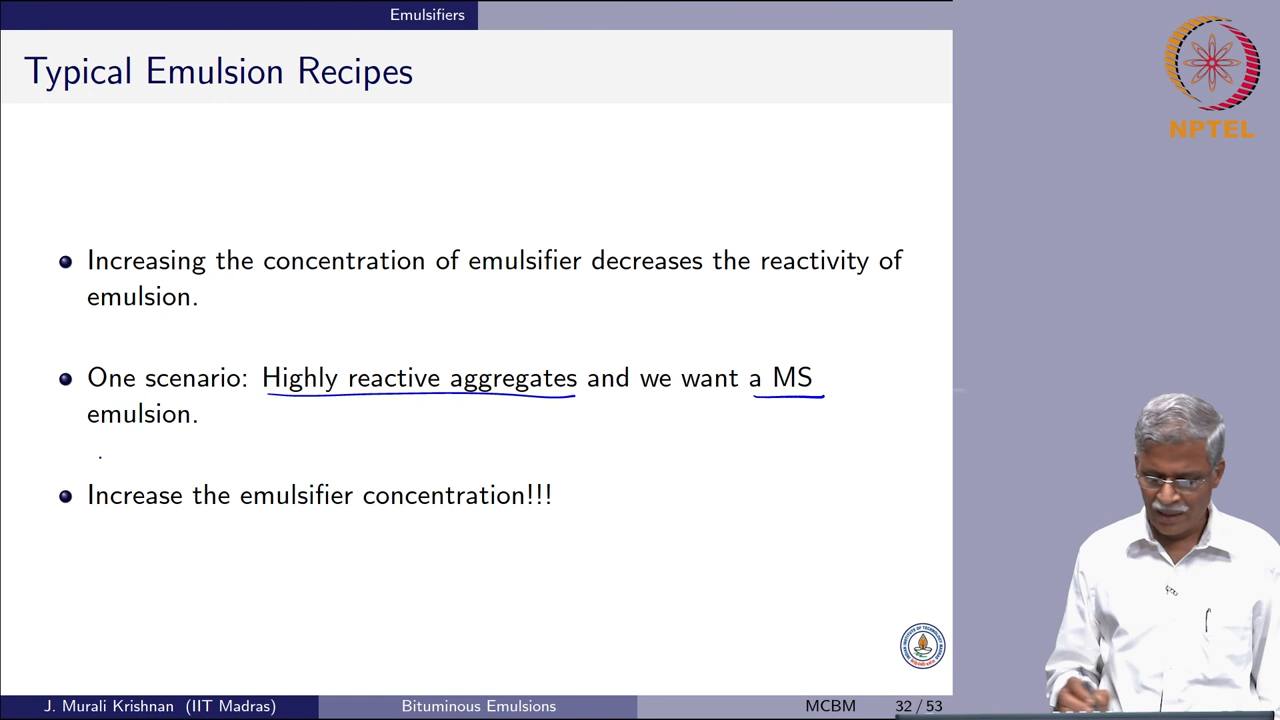 Emulsifiers
Typical Emulsion Recipes
NPTEL
Increasing the concentration of emulsifier decreases the reactivity of
emulsion.
One scenario: Highly reactive aggregates and we want a MS
emulsion.
Increase the emulsifier concentration!!!
J. Murali Krishnan (IIT Madras)
Bituminous Emulsions
MCBM
32 / 53